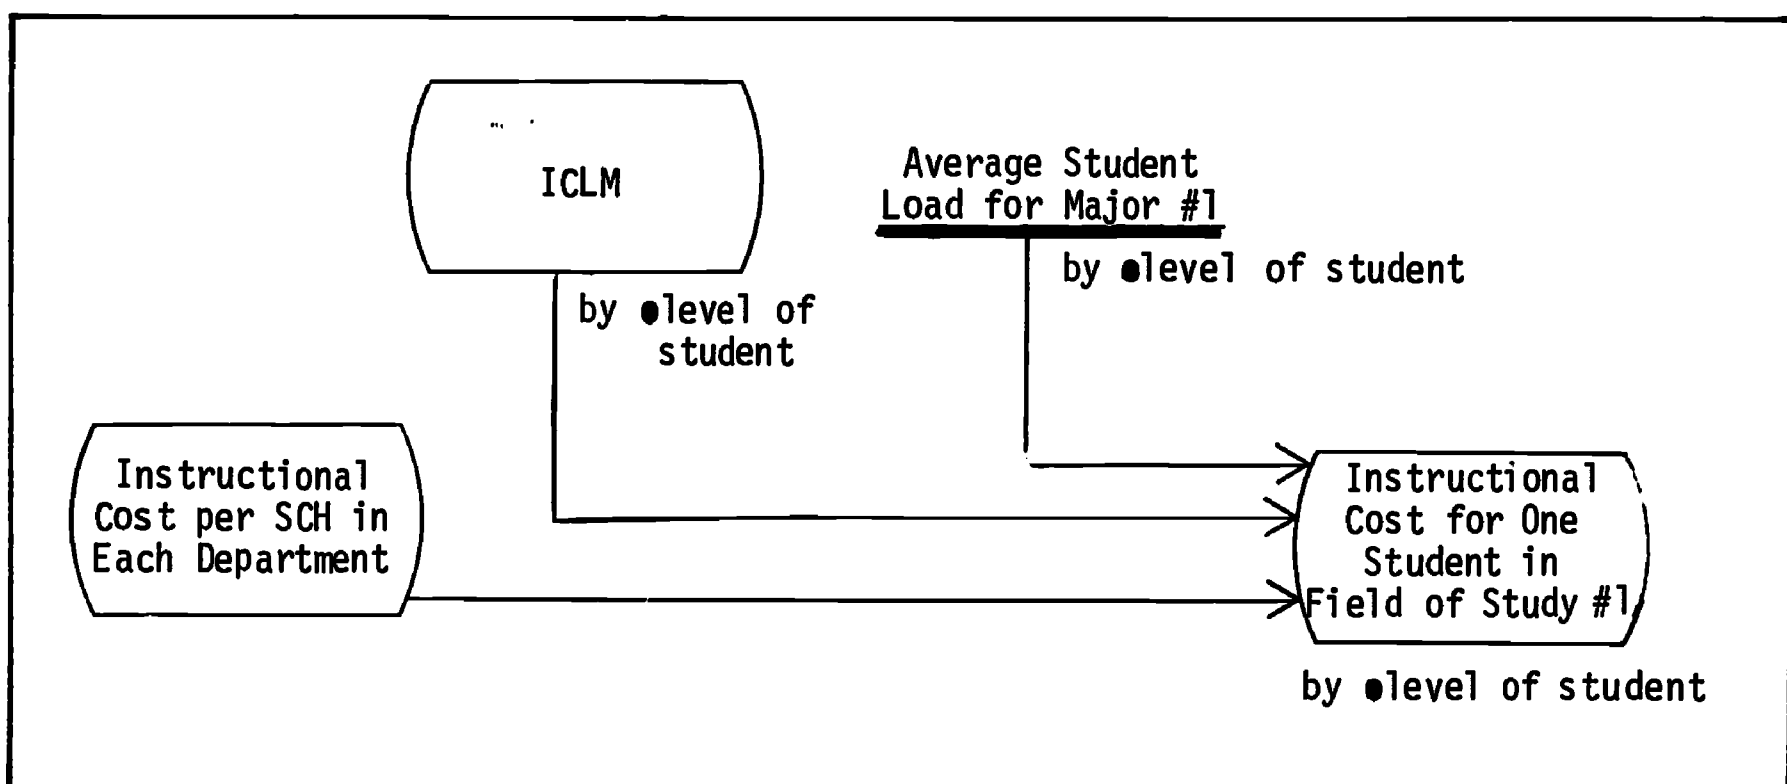 ICLM
by ●level of
student
Average Student
Load for Major #1
by ●level of student
Instructional
Cost per SCH in
Each Department
Instructional
Cost for One
Student in
Field of Study #1
by ●level of student